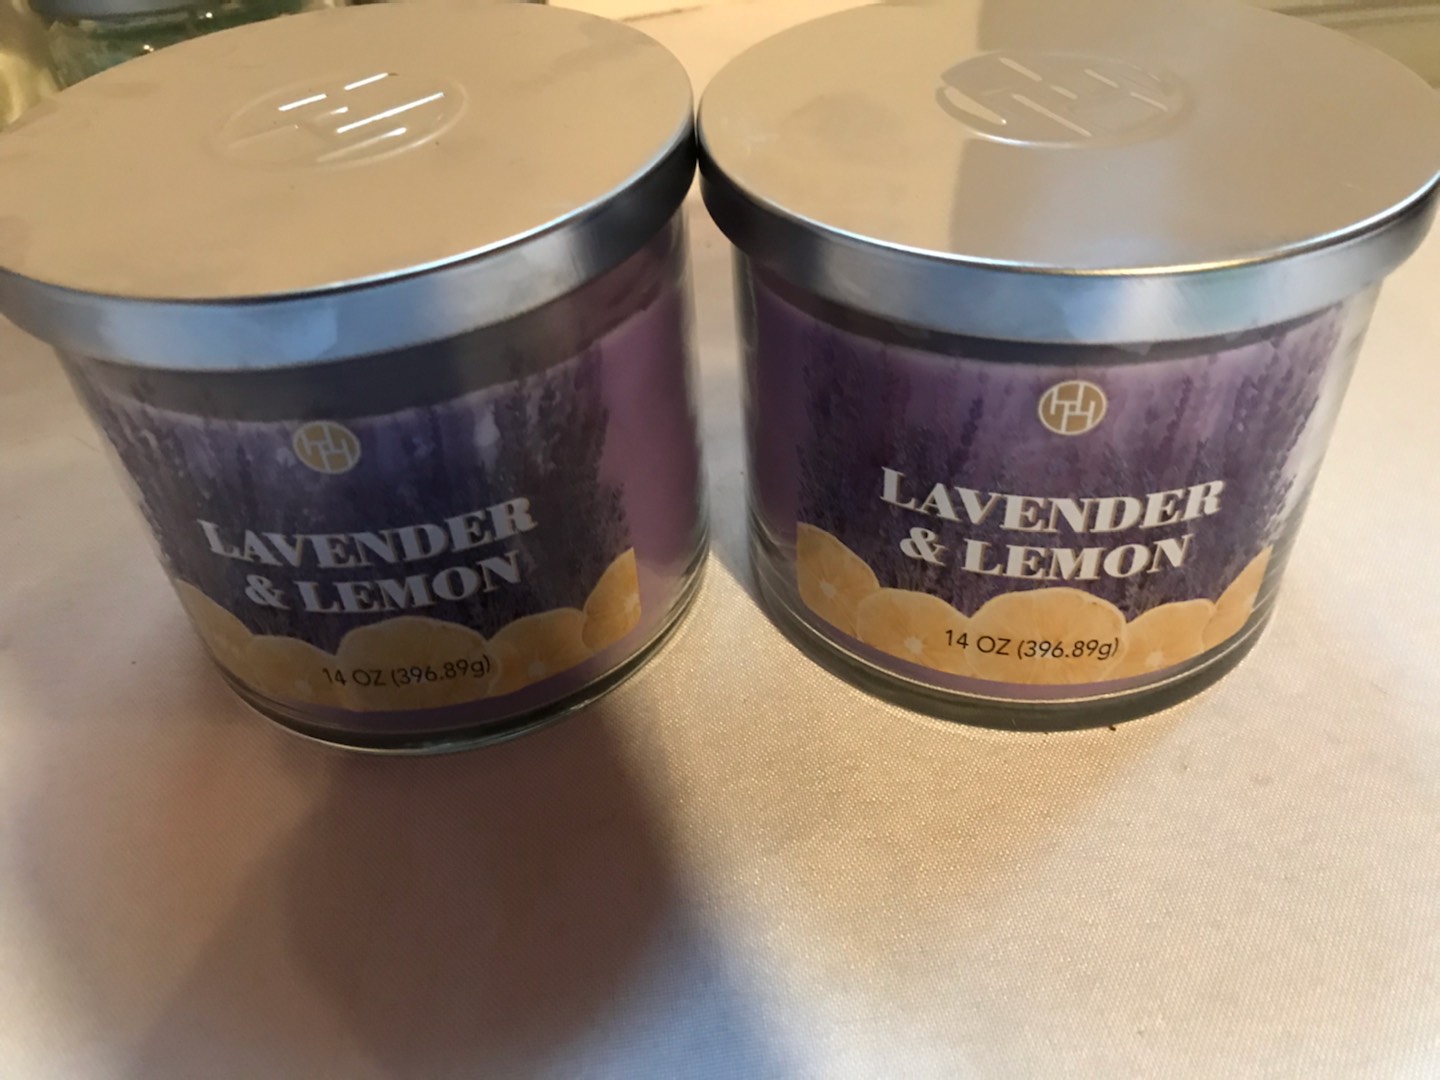 LAVENDER
& LEMON
14 OZ (396.89g)
LAVENDER
& LEMON
14 OZ (396.89g)